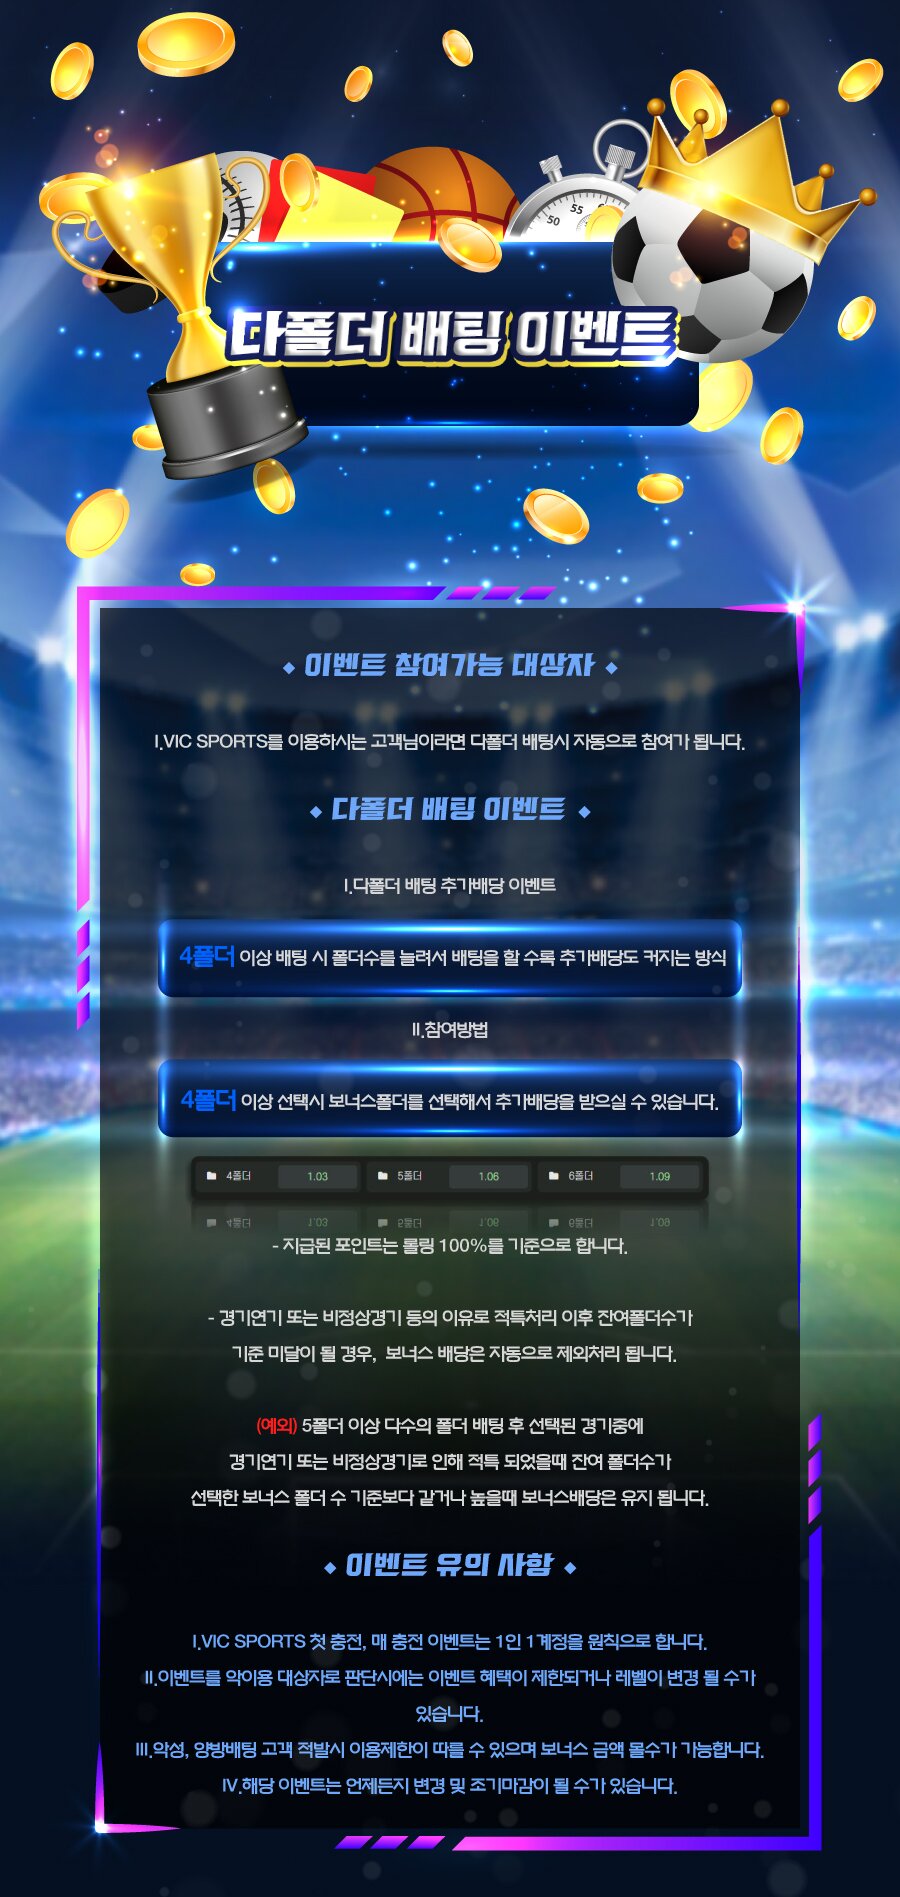 55
50
60
다폴더 배팅 이벤트
이벤트 참여가능 대상자
I.VIC SPORTS를 이용하시는 고객님이라면 다폴더 배팅시 자동으로 참여가 됩니다.
다폴더 배팅 이벤트
I.다폴더 배팅 추가배당 이벤트
4폴더 이상 배팅 시 폴더수를 늘려서 배팅을 할 수록 추가배당도 커지는 방식
II.참여방법
4폴더 이상 선택시 보너스폴더를 선택해서 추가배당을 받으실 수 있습니다.
4폴더 1.03 5폴더 1.06 6폴더 1.09
- 지급된 포인트는 롤링 100%를 기준으로 합니다.
- 경기연기 또는 비정상경기 등의 이유로 적특처리 이후 잔여폴더수가
기준 미달이 될 경우, 보너스 배당은 자동으로 제외처리 됩니다.
(예외) 5폴더 이상 다수의 폴더 배팅 후 선택된 경기중에
경기연기 또는 비정상경기로 인해 적특 되었을때 잔여 폴더수가
선택한 보너스 폴더 수 기준보다 같거나 높을때 보너스배당은 유지 됩니다.
이벤트 유의 사항
I.VIC SPORTS 첫 충전, 매 충전 이벤트는 1인 1계정을 원칙으로 합니다.
II.이벤트를 악이용 대상자로 판단시에는 이벤트 혜택이 제한되거나 레벨이 변경 될 수가
있습니다.
III.악성, 양방배팅 고객 적발시 이용제한이 따를 수 있으며 보너스 금액 몰수가 가능합니다.
IV.해당 이벤트는 언제든지 변경 및 조기마감이 될 수가 있습니다.